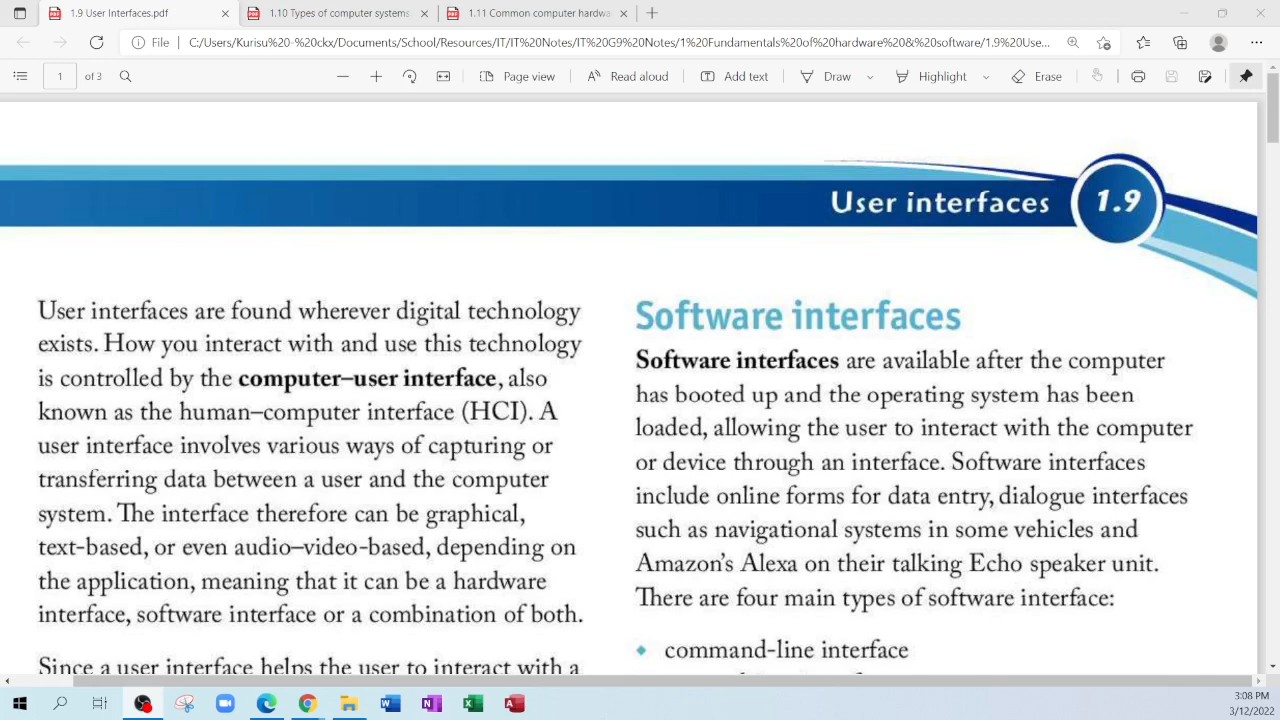 1.9 User Interfaces.pdf
1.10 Types of computer systems
1.11 Common computer hardwa
File
C:/Users/Kurisu%20-%20ckx/Documents/School/Resources/IT/IT%20Notes/IT%20G9%20Notes/1%20Fundamentals%20of%20hardware%20&%20software/1.9%20Use...
1 of 3
Page view
Read aloud
Add text
Draw
Highlight
Erase
User interfaces 1.9
User interfaces are found wherever digital technology
exists. How you interact with and use this technology
is controlled by the computer–user interface, also
known as the human–computer interface (HCI). A
user interface involves various ways of capturing or
transferring data between a user and the computer
system. The interface therefore can be graphical,
text-based, or even audio–video-based, depending on
the application, meaning that it can be a hardware
interface, software interface or a combination of both.
Since a user interface helps the user to interact with a
Software interfaces
Software interfaces are available after the computer
has booted up and the operating system has been
loaded, allowing the user to interact with the computer
or device through an interface. Software interfaces
include online forms for data entry, dialogue interfaces
such as navigational systems in some vehicles and
Amazon's Alexa on their talking Echo speaker unit.
There are four main types of software interface:
command-line interface
3:08 PM
3/12/2022